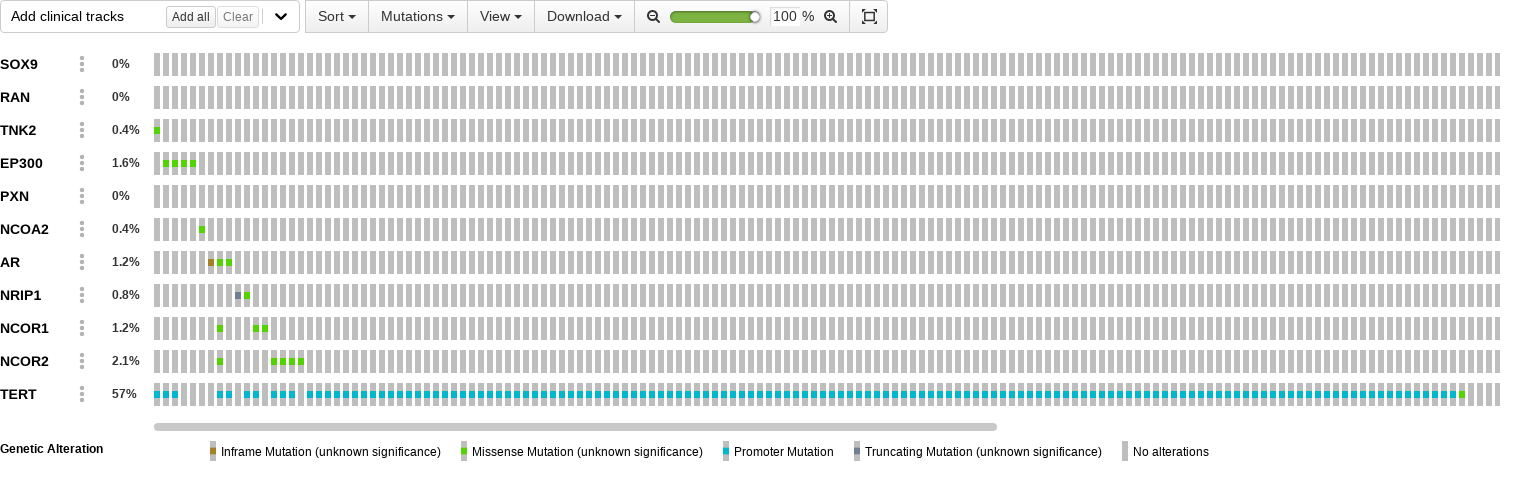 Add clinical tracks Add all Clear Sort Mutations View Download 100 %
SOX9 0%
RAN 0%
TNK2 0.4%
EP300 1.6%
PXN 0%
NCOA2 0.4%
AR 1.2%
NRIP1 0.8%
NCOR1 1.2%
NCOR2 2.1%
TERT 57%
Genetic Alteration Inframe Mutation (unknown significance) Missense Mutation (unknown significance) Promoter Mutation Truncating Mutation (unknown significance) No alterations